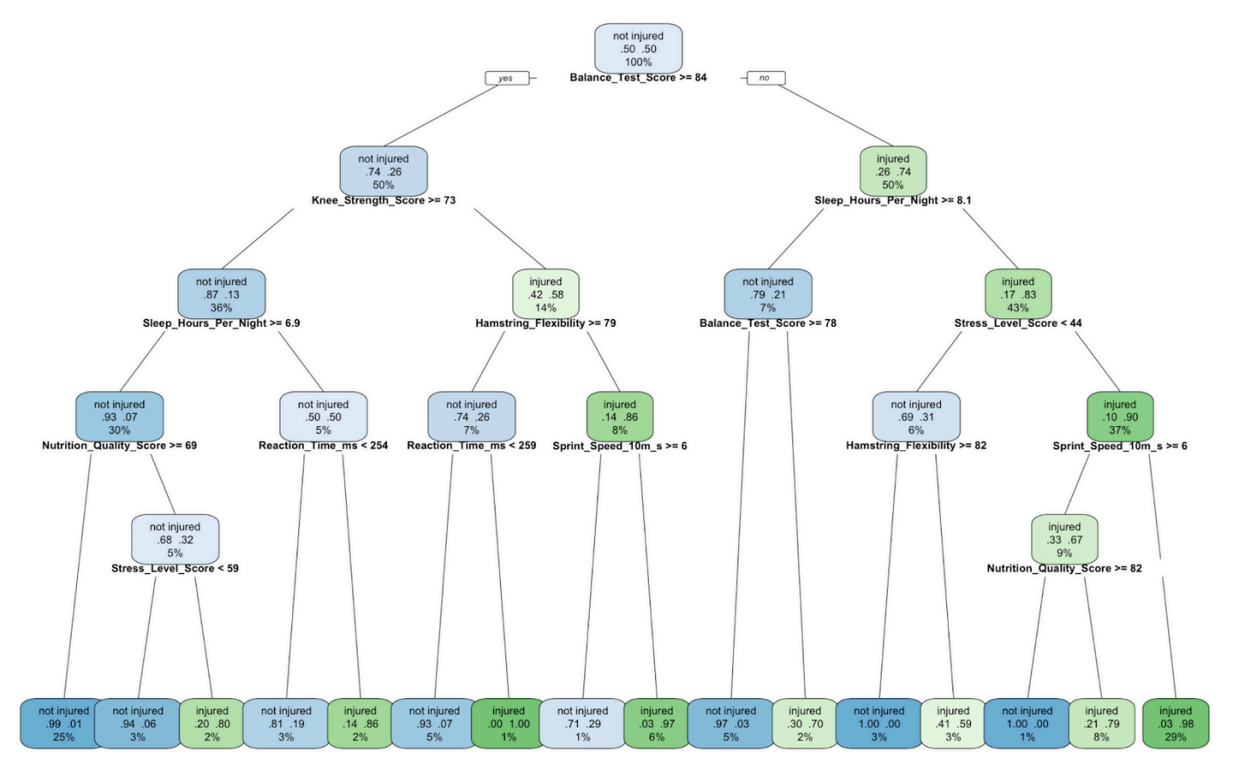 not injured
.50 .50
100%
yes
Balance_Test_Score >= 84
no
not injured
.74 .26
50%
Knee_Strength_Score >= 73
injured
.26 .74
50%
Sleep_Hours_Per_Night >= 8.1
not injured
.87 .13
36%
Sleep_Hours_Per_Night >= 6.9
injured
.42 .58
14%
Hamstring_Flexibility >= 79
not injured
.79 .21
7%
Balance_Test_Score >= 78
injured
.17 .83
43%
Stress_Level_Score < 44
not injured
.93 .07
30%
Nutrition_Quality_Score >= 69
not injured
.50 .50
5%
Reaction_Time_ms < 254
not injured
.74 .26
7%
Reaction_Time_ms < 259
injured
.14 .86
8%
Sprint_Speed_10m_s >= 6
not injured
.69 .31
6%
Hamstring_Flexibility >= 82
injured
.10 .90
37%
Sprint_Speed_10m_s >= 6
not injured
.68 .32
5%
Stress_Level_Score < 59
injured
.33 .67
9%
Nutrition_Quality_Score >= 82
not injured
.99 .01
25%
not injured
.94 .06
3%
injured
.20 .80
2%
not injured
.81 .19
3%
injured
.14 .86
2%
not injured
.93 .07
5%
injured
.00 1.00
1%
not injured
.71 .29
1%
injured
.03 .97
6%
not injured
.97 .03
5%
injured
.30 .70
2%
not injured
1.00 .00
3%
injured
.41 .59
3%
not injured
1.00 .00
1%
injured
.21 .79
8%
injured
.03 .98
29%